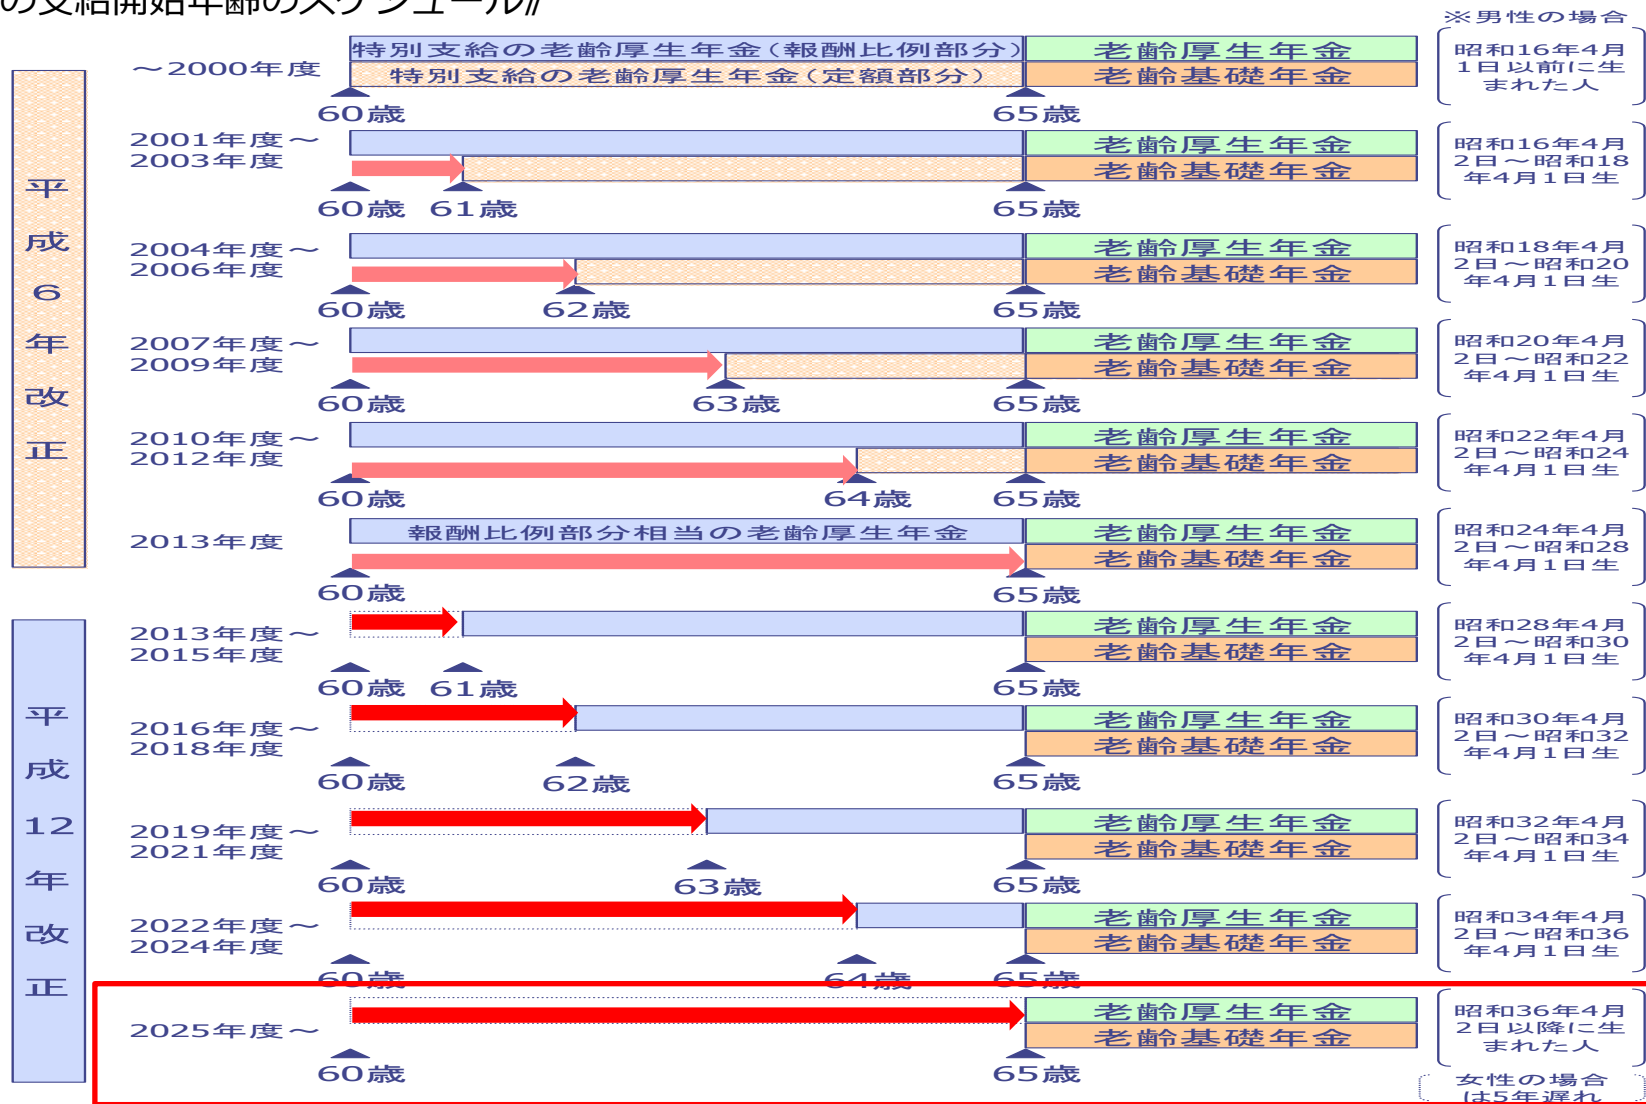 の支給開始年齢のスケジュール》
※男性の場合
平成6年改正
～2000年度
特別支給の老齢厚生年金（報酬比例部分）
老齢厚生年金
特別支給の老齢厚生年金（定額部分）
老齢基礎年金
60歳
65歳
昭和16年4月
1日以前に生
まれた人
2001年度～
2003年度
老齢厚生年金
老齢基礎年金
60歳
61歳
65歳
昭和16年4月
2日～昭和18
年4月1日生
2004年度～
2006年度
老齢厚生年金
老齢基礎年金
60歳
62歳
65歳
昭和18年4月
2日～昭和20
年4月1日生
2007年度～
2009年度
老齢厚生年金
老齢基礎年金
60歳
63歳
65歳
昭和20年4月
2日～昭和22
年4月1日生
2010年度～
2012年度
老齢厚生年金
老齢基礎年金
60歳
64歳
65歳
昭和22年4月
2日～昭和24
年4月1日生
2013年度
報酬比例部分相当の老齢厚生年金
老齢厚生年金
老齢基礎年金
60歳
65歳
昭和24年4月
2日～昭和28
年4月1日生
平成12年改正
2013年度～
2015年度
老齢厚生年金
老齢基礎年金
60歳
61歳
65歳
昭和28年4月
2日～昭和30
年4月1日生
2016年度～
2018年度
老齢厚生年金
老齢基礎年金
60歳
62歳
65歳
昭和30年4月
2日～昭和32
年4月1日生
2019年度～
2021年度
老齢厚生年金
老齢基礎年金
60歳
63歳
65歳
昭和32年4月
2日～昭和34
年4月1日生
2022年度～
2024年度
老齢厚生年金
老齢基礎年金
60歳
64歳
65歳
昭和34年4月
2日～昭和36
年4月1日生
2025年度～
老齢厚生年金
老齢基礎年金
60歳
65歳
昭和36年4月
2日以降に生
まれた人
女性の場合
は5年遅れ